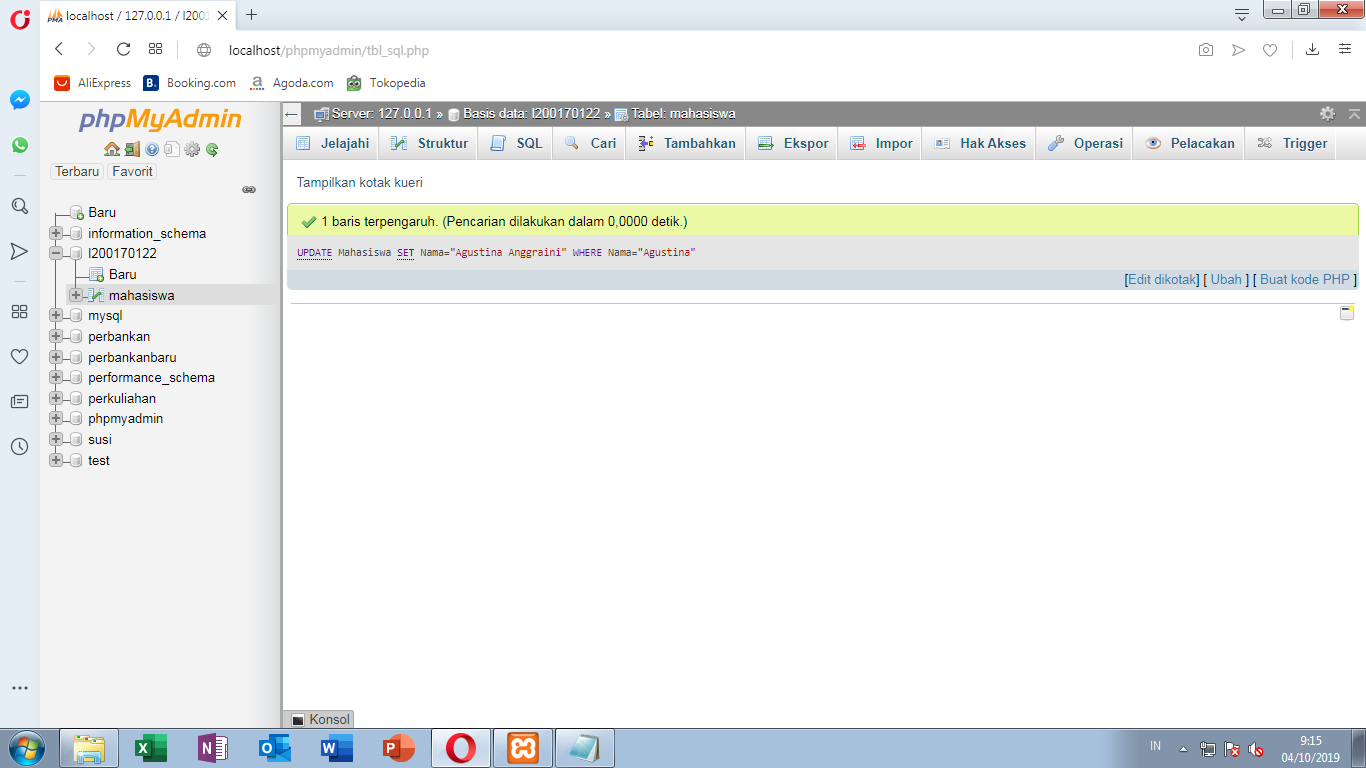 PMA localhost / 127.0.0.1 / l2001
localhost/phpmyadmin/tbl_sql.php
AliExpress
B. Booking.com
a Agoda.com
Tokopedia
phpMyAdmin
Terbaru Favorit
Baru
information_schema
l200170122
Baru
mahasiswa
mysql
perbankan
perbankanbaru
performance_schema
perkuliahan
phpmyadmin
susi
test
Server: 127.0.0.1 » Basis data: l200170122 » Tabel: mahasiswa
Jelajahi Struktur SQL Cari Tambahkan Ekspor Impor Hak Akses Operasi Pelacakan Trigger
Tampilkan kotak kueri
1 baris terpengaruh. (Pencarian dilakukan dalam 0,0000 detik.)
UPDATE Mahasiswa SET Nama="Agustina Anggraini" WHERE Nama="Agustina"
[Edit dikotak] [ Ubah ] [ Buat kode PHP ]
Konsol
IN
9:15
04/10/2019